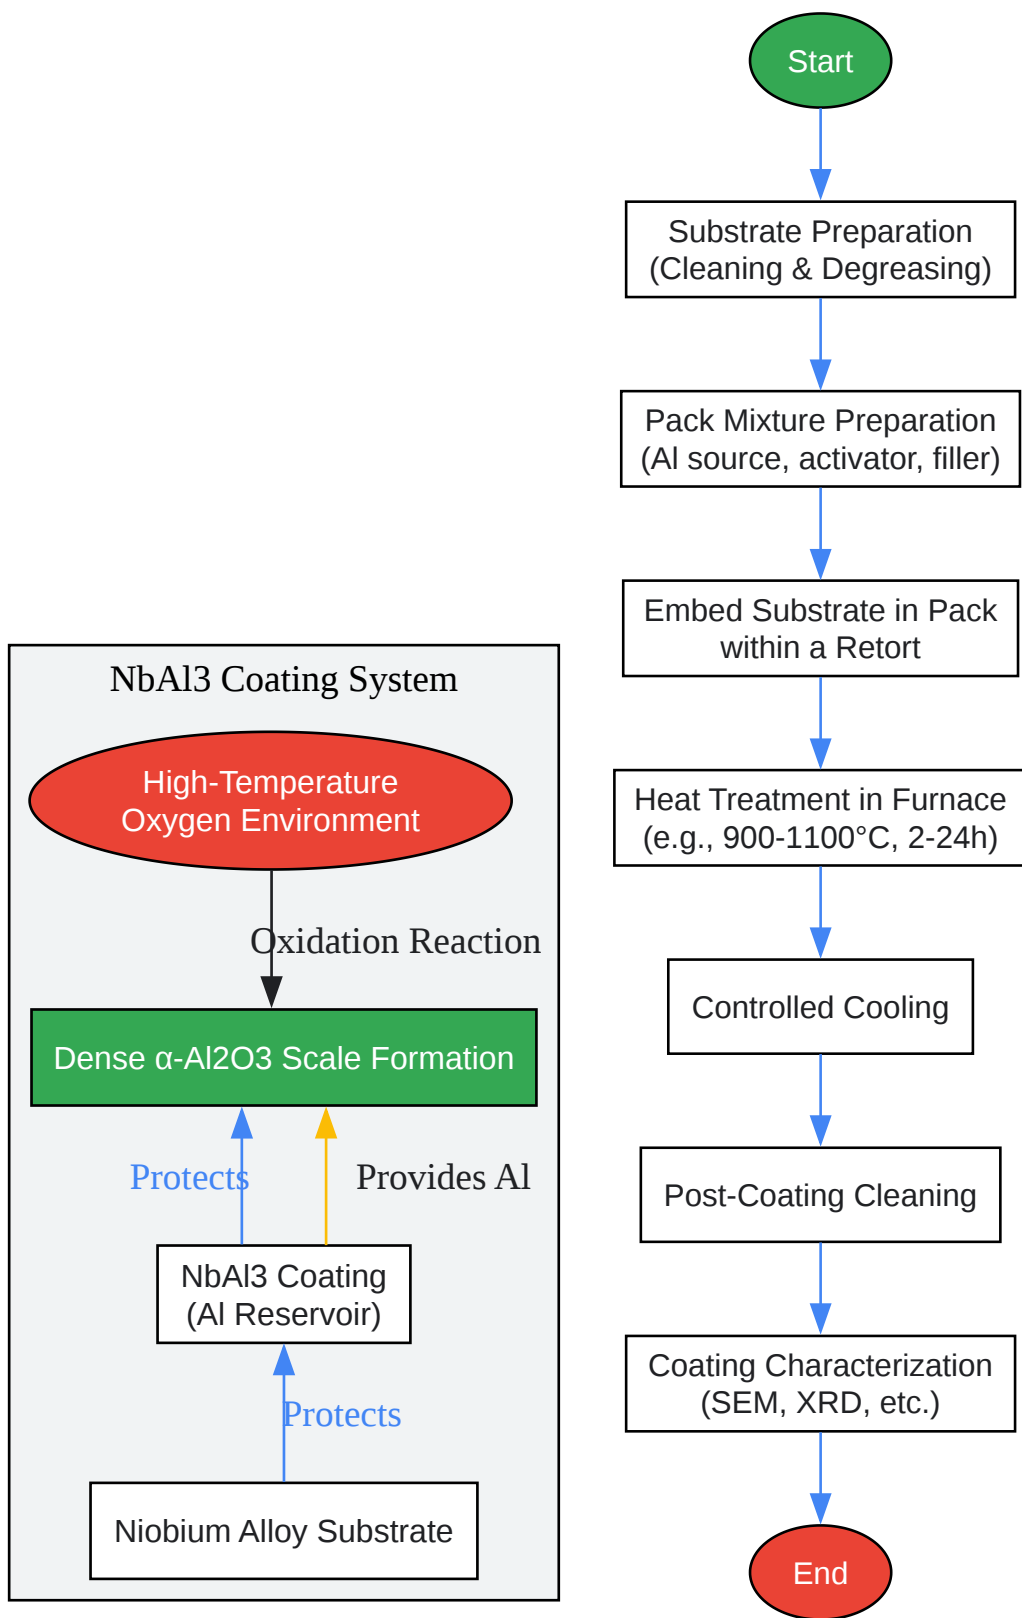 Start
Substrate Preparation
(Cleaning & Degreasing)
Pack Mixture Preparation
(Al source, activator, filler)
Embed Substrate in Pack
within a Retort
Heat Treatment in Furnace
(e.g., 900-1100°C, 2-24h)
Controlled Cooling
Post-Coating Cleaning
Coating Characterization
(SEM, XRD, etc.)
End
NbAl3 Coating System
High-Temperature
Oxygen Environment
Oxidation Reaction
Dense α-Al2O3 Scale Formation
Protects
Provides Al
NbAl3 Coating
(Al Reservoir)
Protects
Niobium Alloy Substrate